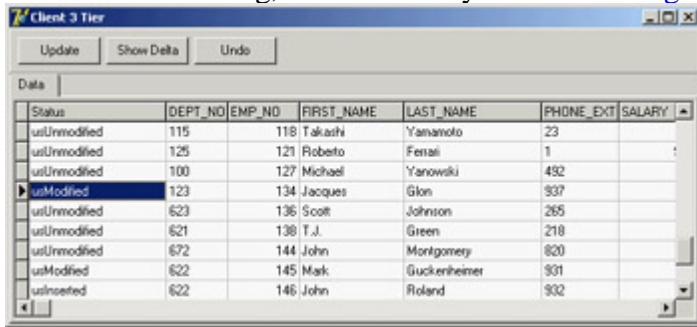 Client 3 Tier
Update Show Delta Undo
Data
Status DEPT_NO EMP_NO FIRST_NAME LAST_NAME PHONE_EXT SALARY
usUnmodified 115 118 Takashi Yamamoto 23
usUnmodified 125 121 Roberto Ferrari 1
usUnmodified 100 127 Michael Yanowski 492
usModified 123 134 Jacques Glon 937
usUnmodified 623 136 Scott Johnson 265
usUnmodified 621 138 T.J. Green 218
usUnmodified 672 144 John Montgomery 820
usModified 622 145 Mark Guckenheimer 931
usInserted 622 146 John Roland 932